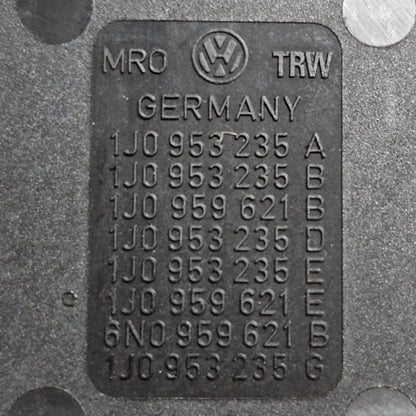 MRO VW TRW
GERMANY
1J0 953 235 A
1J0 953 235 B
1J0 959 621 B
1J0 953 235 D
1J0 953 235 E
1J0 959 621 E
6N0 959 621 B
1J0 953 235 G